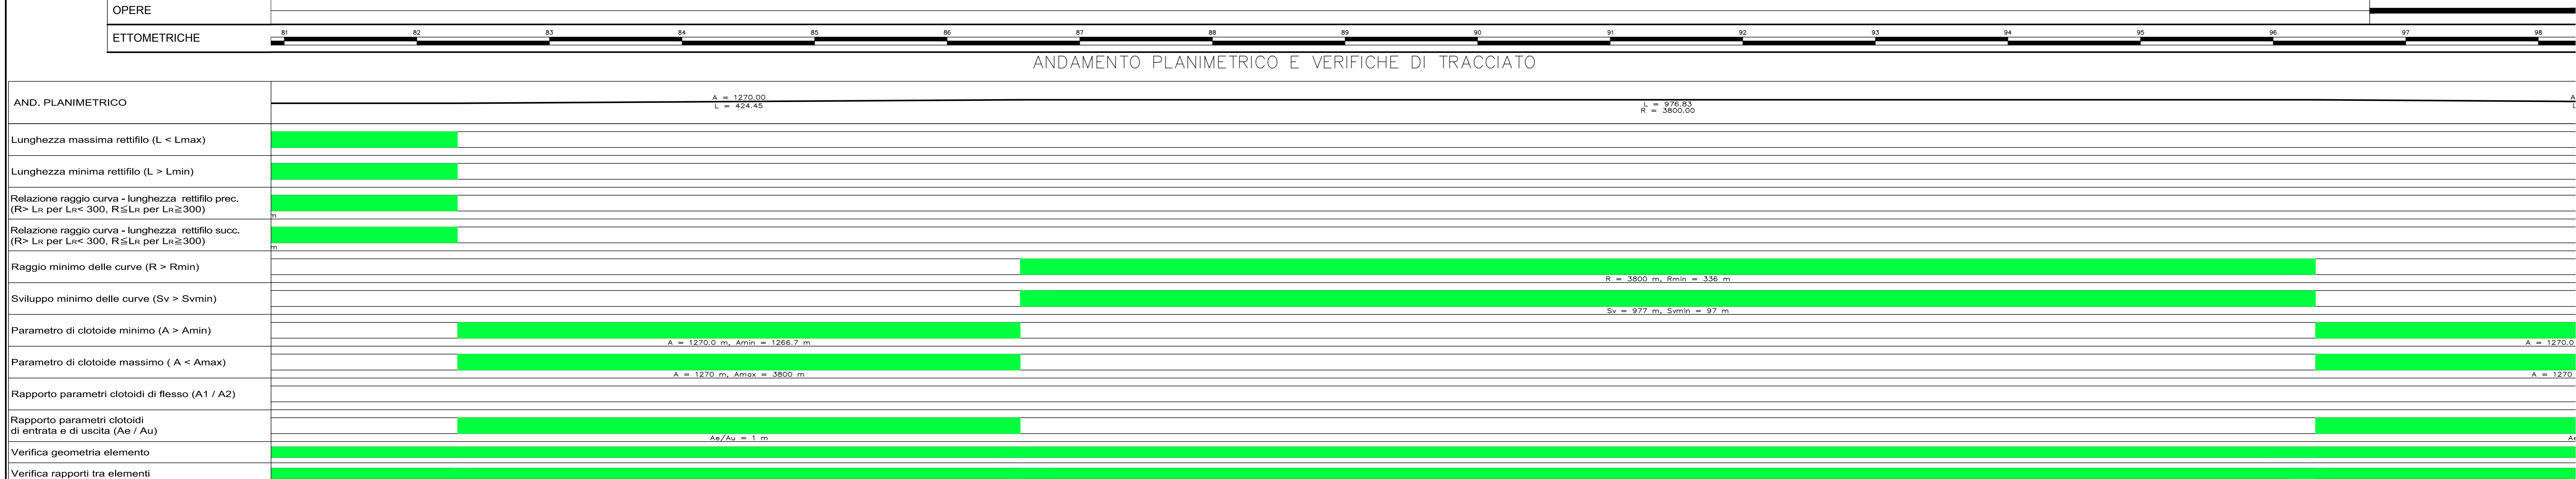 OPERE
ETTOMETRICHE
81 82 83 84 85 86 87 88 89 90 91 92 93 94 95 96 97 98
ANDAMENTO PLANIMETRICO E VERIFICHE DI TRACCIATO
AND. PLANIMETRICO
A = 1270.00
L = 424.45
L = 976.83
R = 3800.00
A
L
Lunghezza massima rettifilo (L < Lmax)
Lunghezza minima rettifilo (L > Lmin)
Relazione raggio curva - lunghezza rettifilo prec.
(R> LR per LR< 300, R≦LR per LR≧300)
m
Relazione raggio curva - lunghezza rettifilo succ.
(R> LR per LR< 300, R≦LR per LR≧300)
m
Raggio minimo delle curve (R > Rmin)
R = 3800 m, Rmin = 336 m
Sviluppo minimo delle curve (Sv > Svmin)
Sv = 977 m, Svmin = 97 m
Parametro di clotoide minimo (A > Amin)
A = 1270.0 m, Amin = 1266.7 m
A = 1270.0
Parametro di clotoide massimo ( A < Amax)
A = 1270 m, Amax = 3800 m
A = 1270
Rapporto parametri clotoidi di flesso (A1 / A2)
Rapporto parametri clotoidi
di entrata e di uscita (Ae / Au)
Ae/Au = 1 m
Ae
Verifica geometria elemento
Verifica rapporti tra elementi